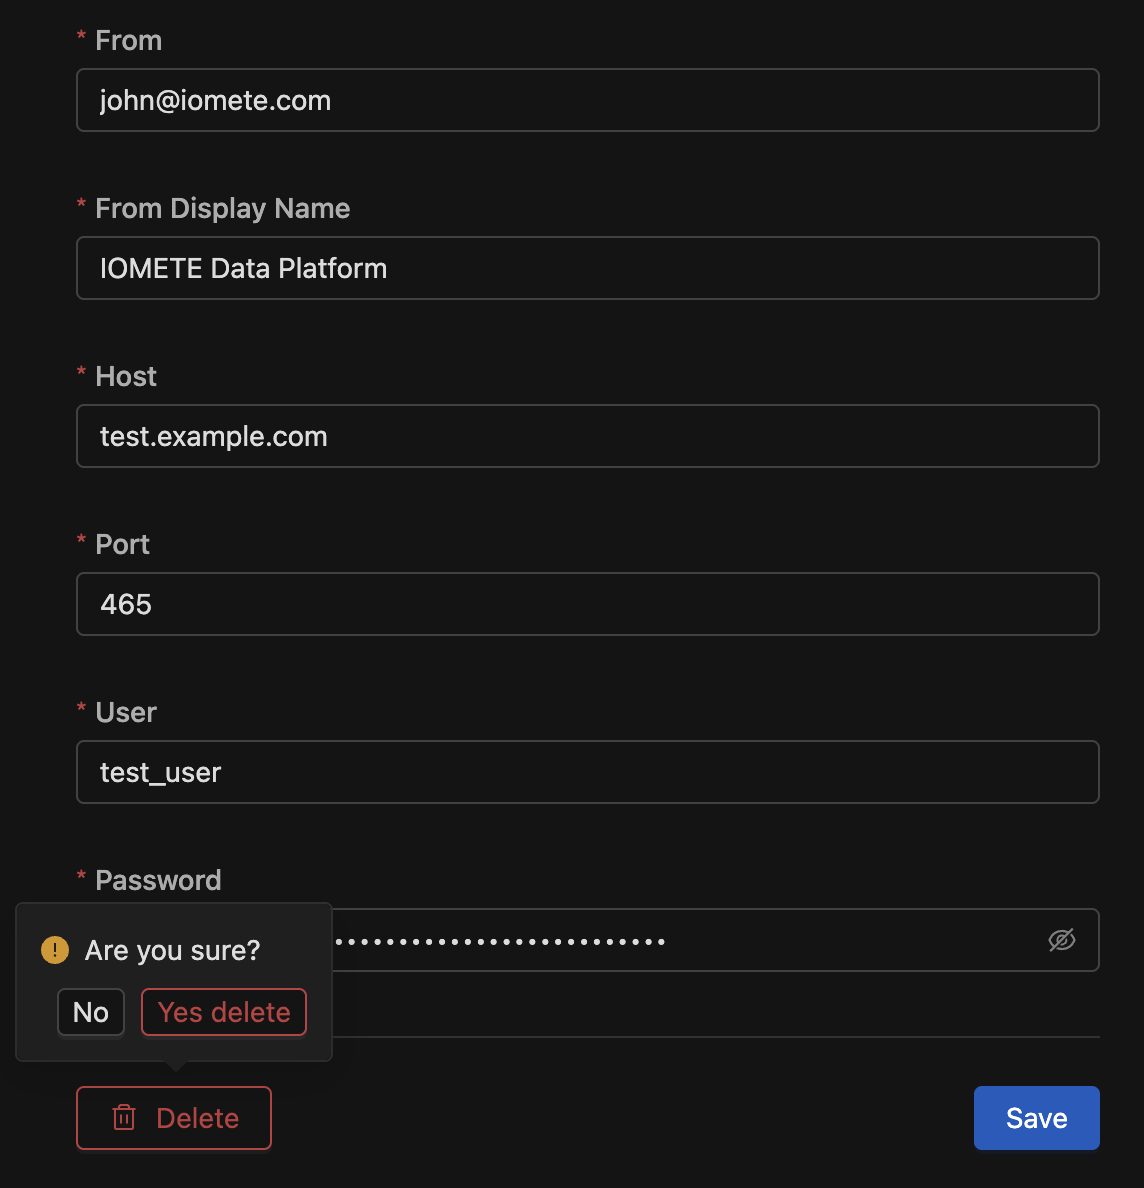 * From
john@iomete.com
* From Display Name
IOMETE Data Platform
* Host
test.example.com
* Port
465
* User
test_user
* Password
••••••••••••••••••••••••••
Are you sure?
No
Yes delete
Delete
Save